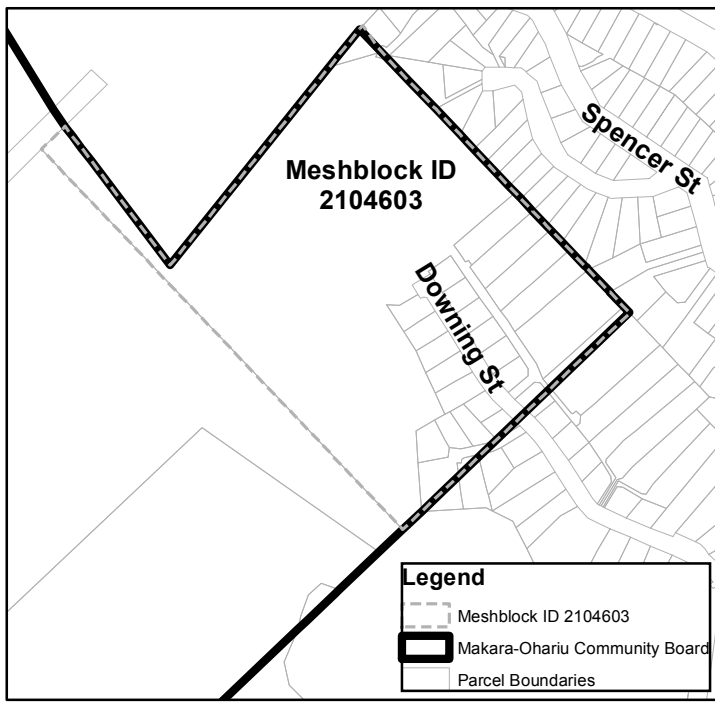 Spencer St
Meshblock ID
2104603
Downing St
Legend
Meshblock ID 2104603
Makara-Ohariu Community Board
Parcel Boundaries